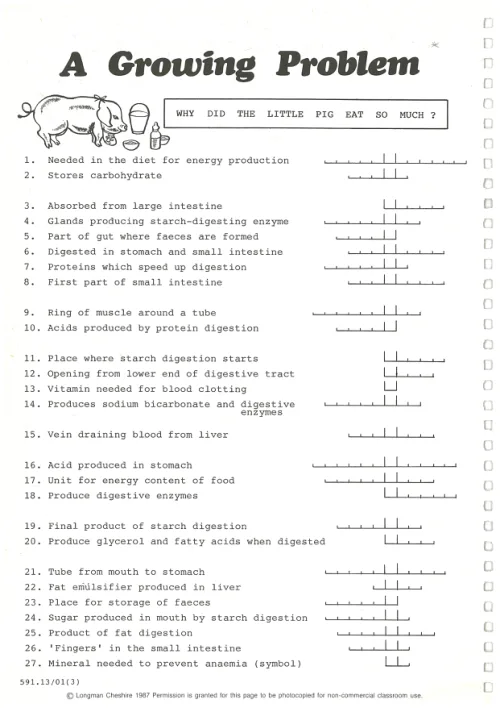 A Growing Problem
WHY DID THE LITTLE PIG EAT SO MUCH ?
1. Needed in the diet for energy production
2. Stores carbohydrate
3. Absorbed from large intestine
4. Glands producing starch-digesting enzyme
5. Part of gut where faeces are formed
6. Digested in stomach and small intestine
7. Proteins which speed up digestion
8. First part of small intestine
9. Ring of muscle around a tube
10. Acids produced by protein digestion
11. Place where starch digestion starts
12. Opening from lower end of digestive tract
13. Vitamin needed for blood clotting
14. Produces sodium bicarbonate and digestive
enzymes
15. Vein draining blood from liver
16. Acid produced in stomach
17. Unit for energy content of food
18. Produce digestive enzymes
19. Final product of starch digestion
20. Produce glycerol and fatty acids when digested
21. Tube from mouth to stomach
22. Fat emulsifier produced in liver
23. Place for storage of faeces
24. Sugar produced in mouth by starch digestion
25. Product of fat digestion
26. 'Fingers' in the small intestine
27. Mineral needed to prevent anaemia (symbol)
591.13/01(3)
© Longman Cheshire 1987 Permission is granted for this page to be photocopied for non-commercial classroom use.